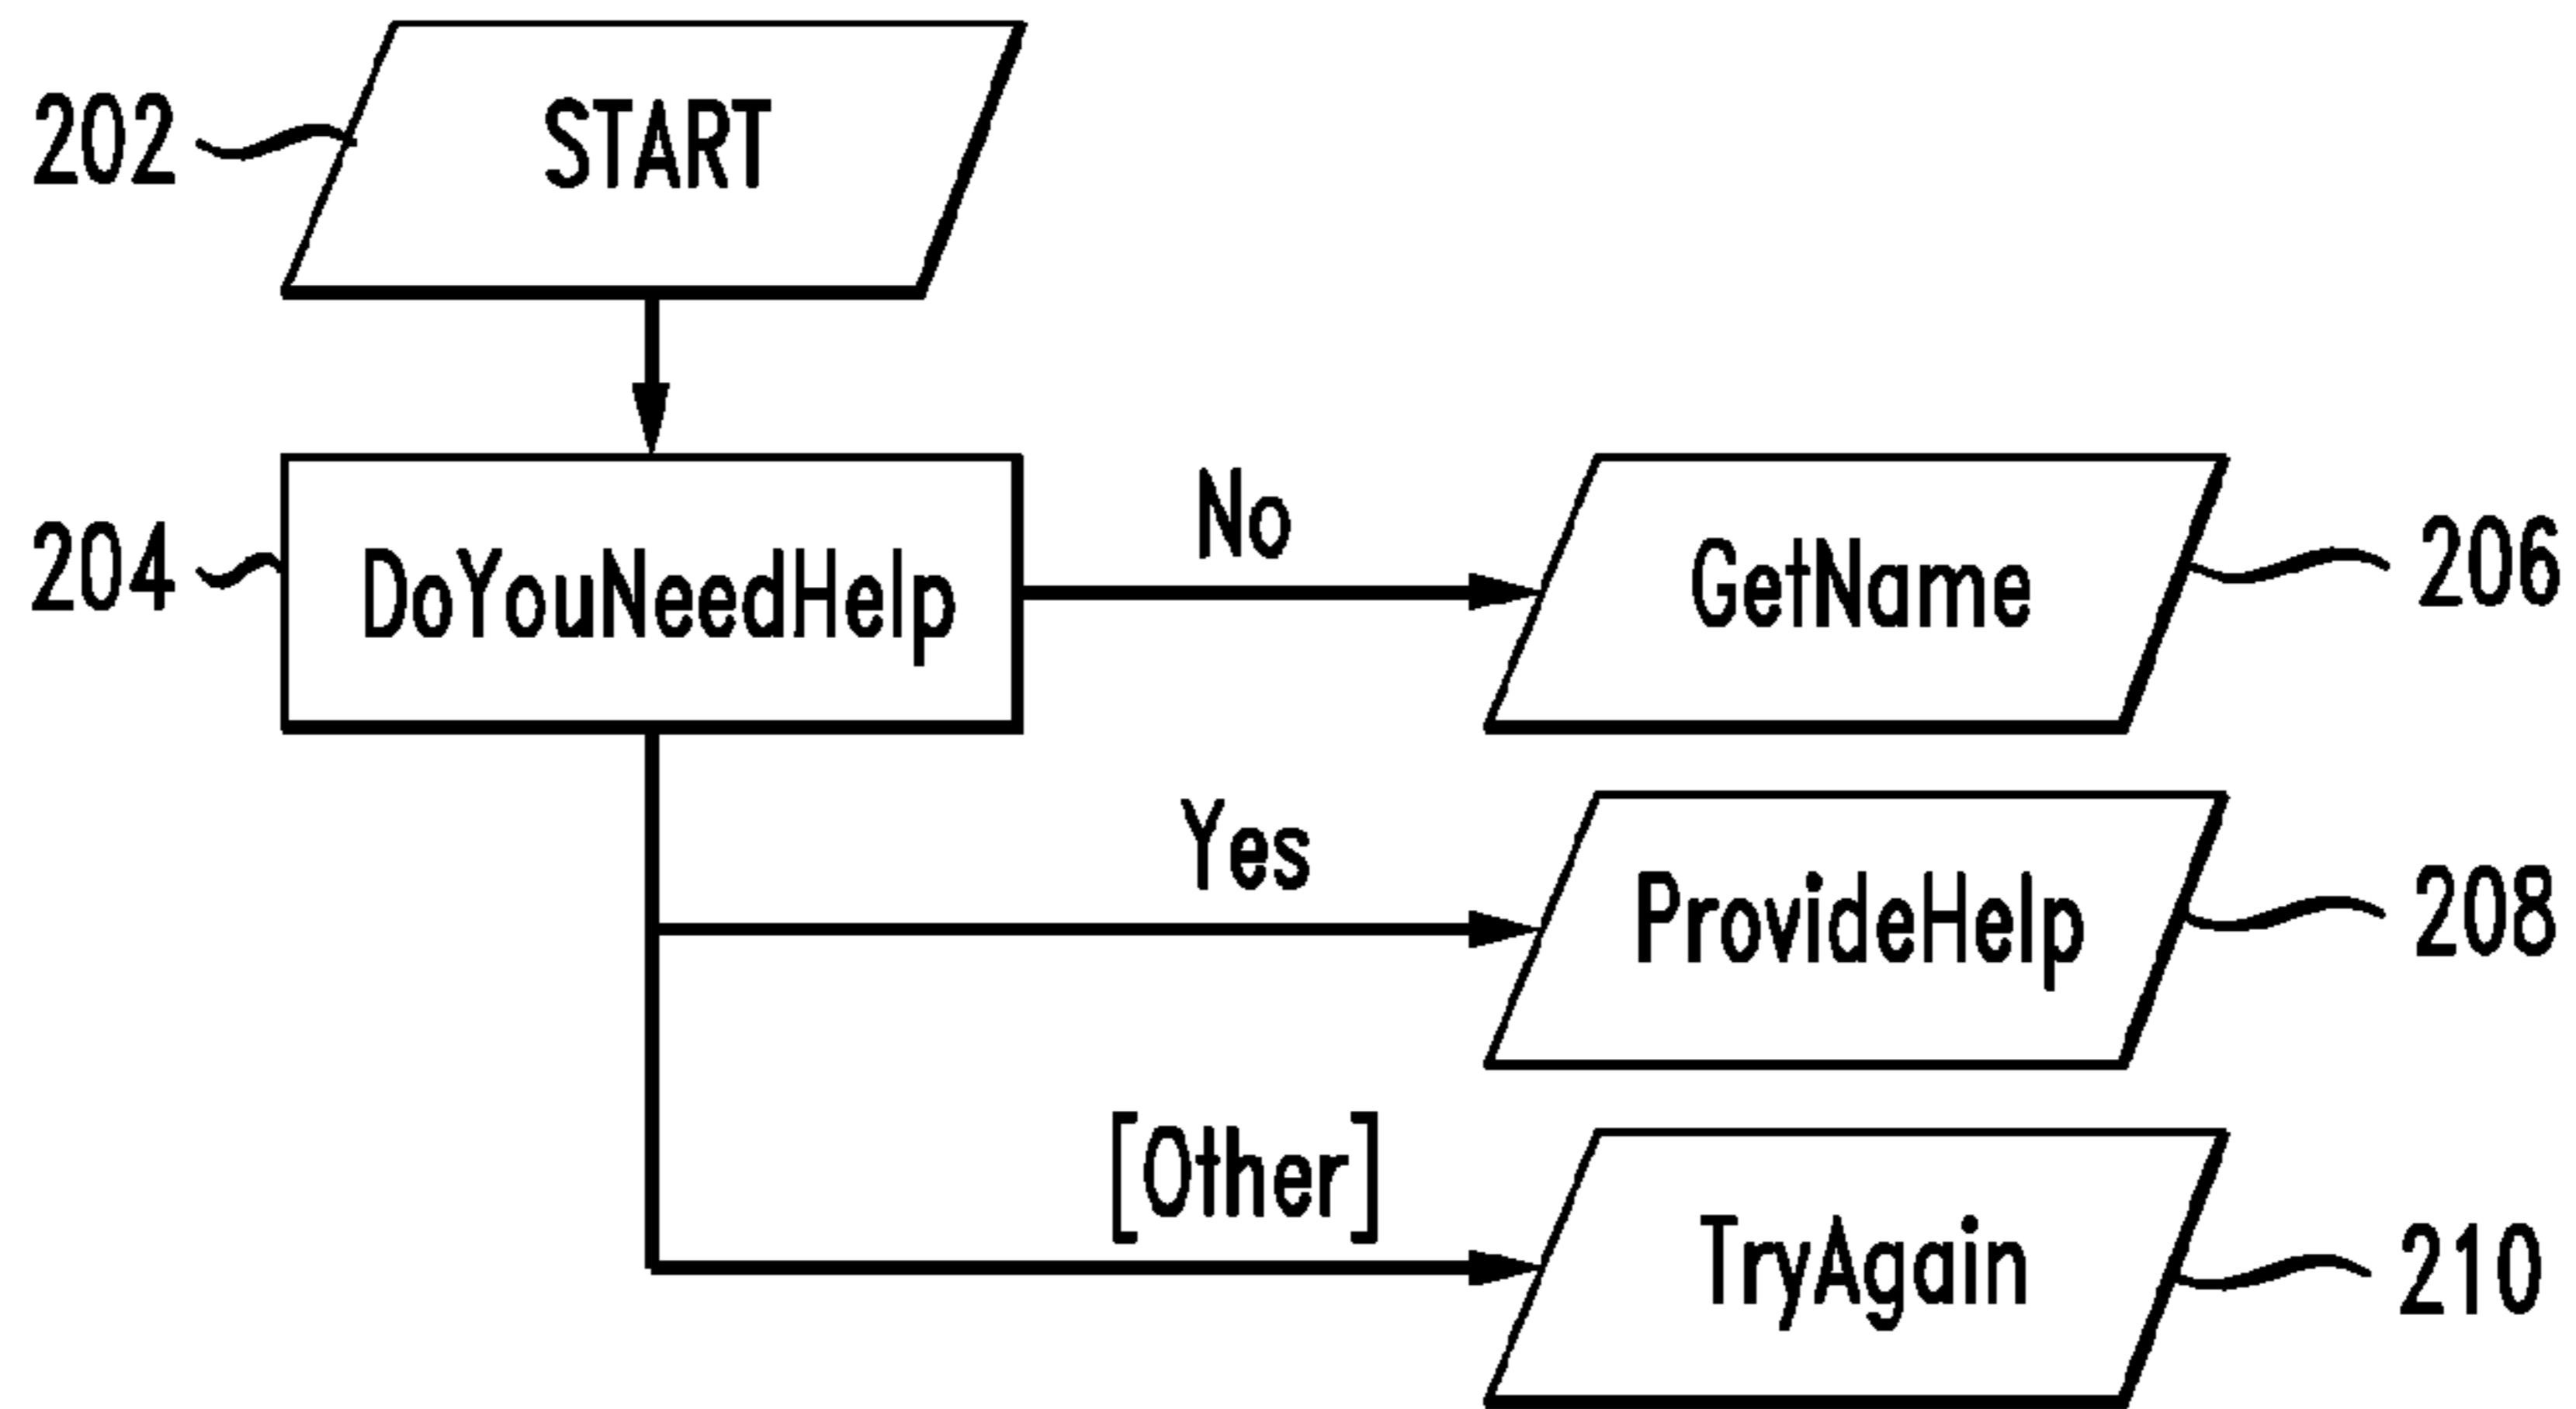 202
START
204
DoYouNeedHelp
No
GetName
206
Yes
ProvideHelp
208
[Other]
TryAgain
210